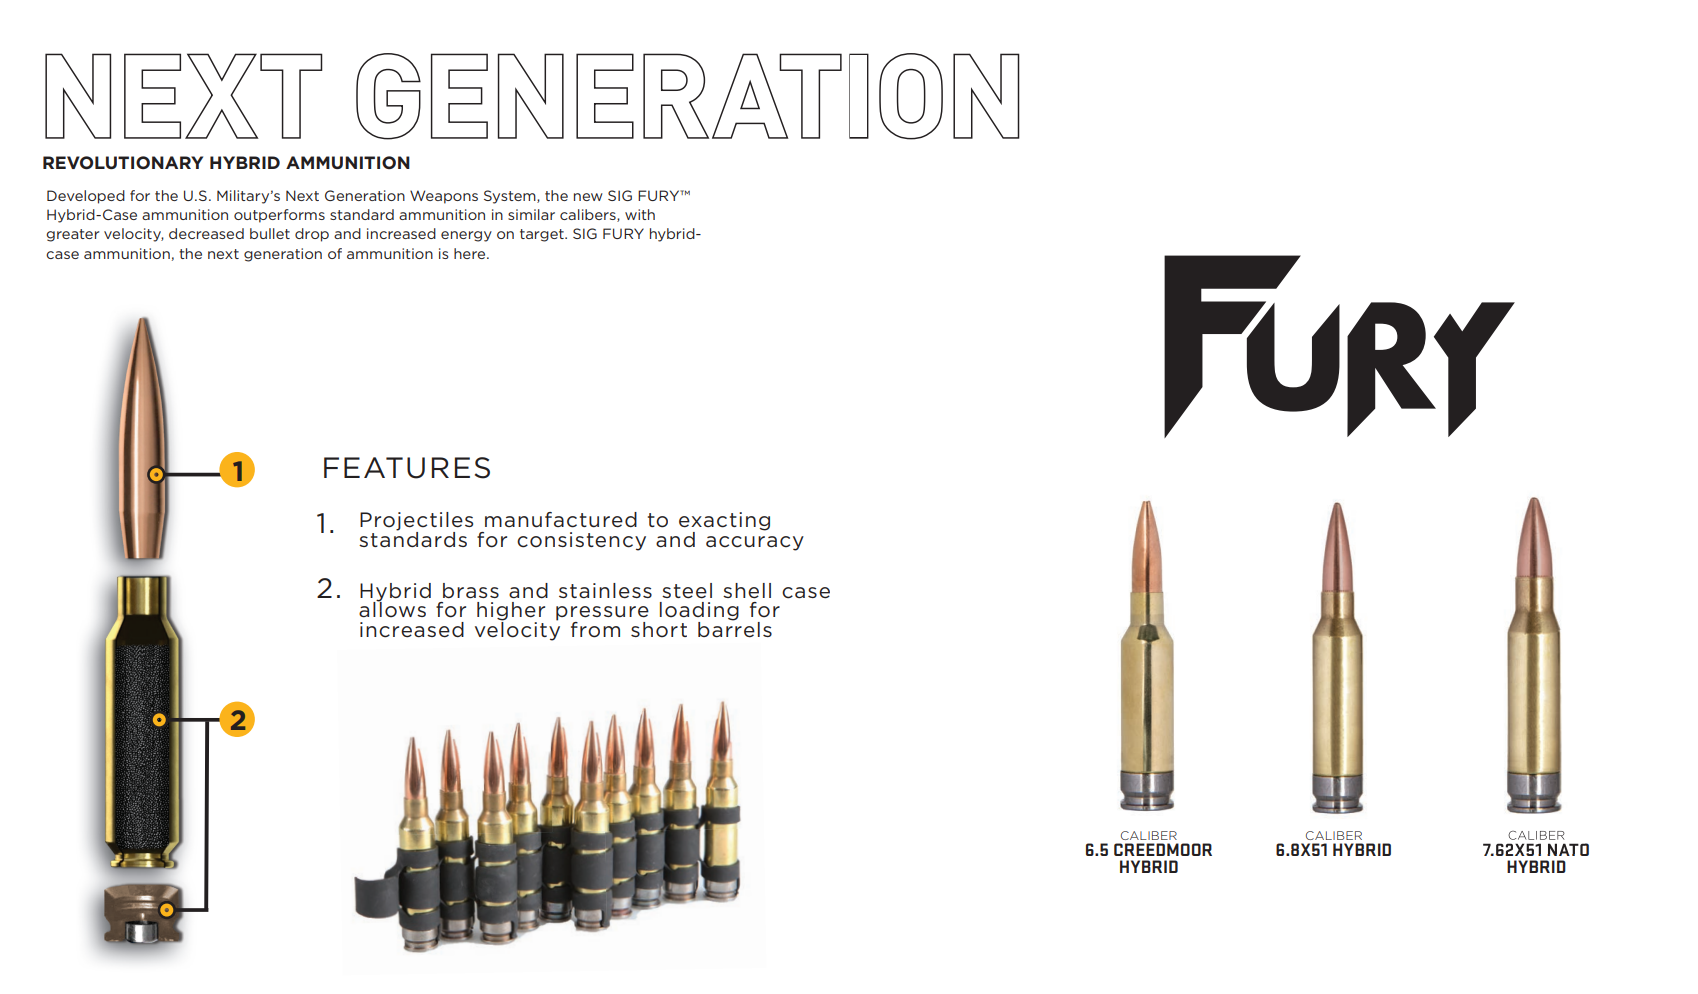 NEXT GENERATION
REVOLUTIONARY HYBRID AMMUNITION
Developed for the U.S. Military’s Next Generation Weapons System, the new SIG FURY™
Hybrid-Case ammunition outperforms standard ammunition in similar calibers, with
greater velocity, decreased bullet drop and increased energy on target. SIG FURY hybrid-
case ammunition, the next generation of ammunition is here.
FURY
1
FEATURES
1. Projectiles manufactured to exacting
standards for consistency and accuracy
2. Hybrid brass and stainless steel shell case
allows for higher pressure loading for
increased velocity from short barrels
2
CALIBER
6.5 CREEDMOOR
HYBRID
CALIBER
6.8X51 HYBRID
CALIBER
7.62X51 NATO
HYBRID